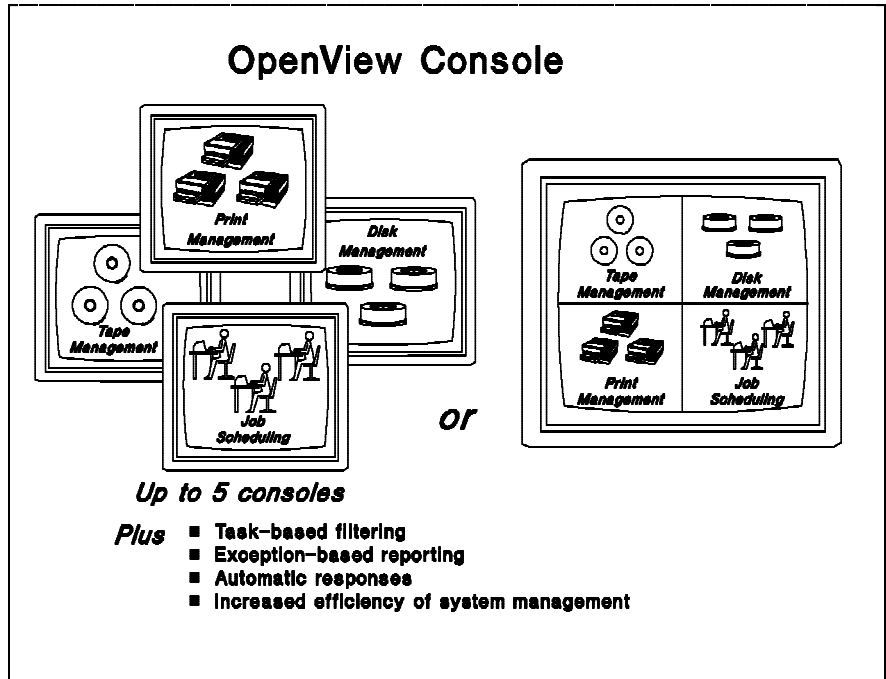 OpenView Console
Print
Management
Disk
Management
Tape
Management
Job
Scheduling
Tape
Management
Disk
Management
Print
Management
Job
Scheduling
or
Up to 5 consoles
Plus
■ Task-based filtering
■ Exception-based reporting
■ Automatic responses
■ Increased efficiency of system management